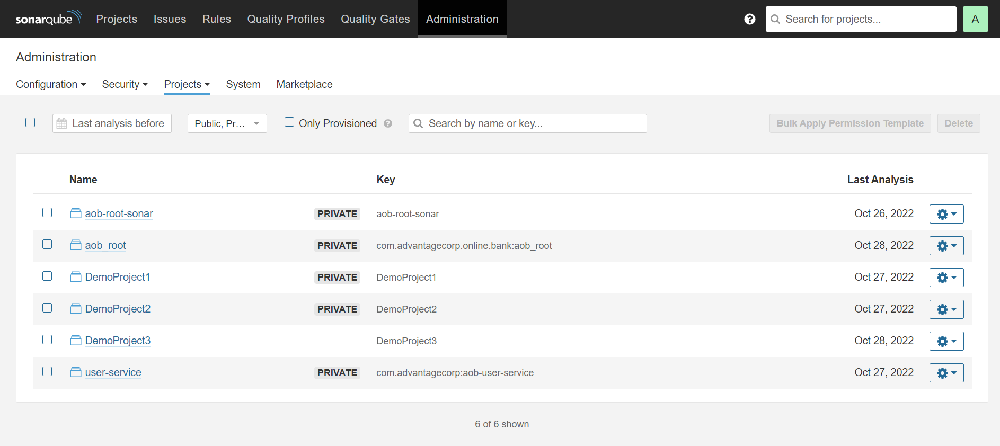 sonarqube Projects Issues Rules Quality Profiles Quality Gates Administration ? Search for projects... A
Administration
Configuration Security Projects System Marketplace
Last analysis before Public, Pr... Only Provisioned ? Search by name or key... Bulk Apply Permission Template Delete
Name Key Last Analysis
aob-root-sonar PRIVATE aob-root-sonar Oct 26, 2022
aob_root PRIVATE com.advantagecorp.online.bank:aob_root Oct 28, 2022
DemoProject1 PRIVATE DemoProject1 Oct 27, 2022
DemoProject2 PRIVATE DemoProject2 Oct 27, 2022
DemoProject3 DemoProject3 Oct 28, 2022
user-service PRIVATE com.advantagecorp:aob-user-service Oct 27, 2022
6 of 6 shown